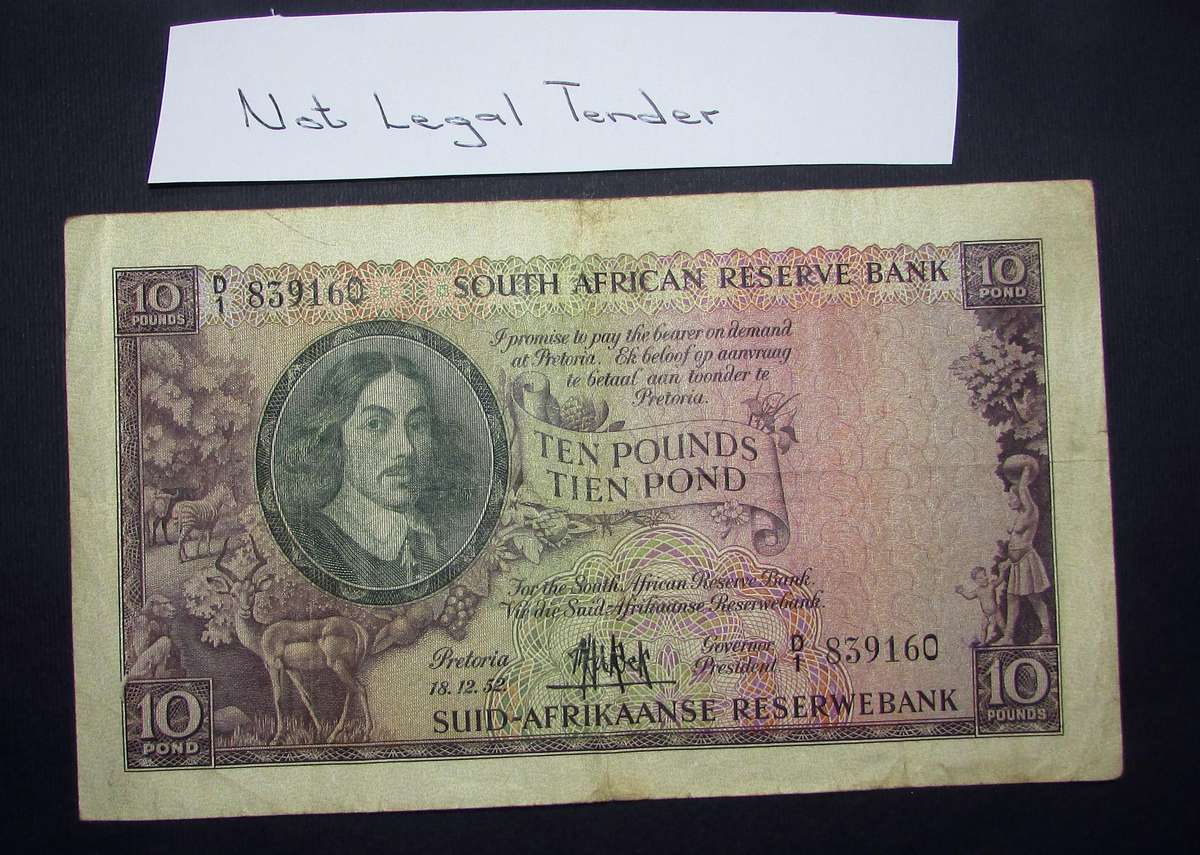 Not Legal Tender
10
POUNDS
D/1 839160
SOUTH AFRICAN RESERVE BANK
10
POND
I promise to pay the bearer on demand
at Pretoria. Ek beloof op aanvraag
te betaal aan toonder te
Pretoria.
TEN POUNDS
TIEN POND
For the South African Reserve Bank.
Vir die Suid-Afrikaanse Reserwebank.
Pretoria
18.12.52
Governor
President
D/1 839160
10
POND
SUID-AFRIKAANSE RESERWEBANK
10
POUNDS